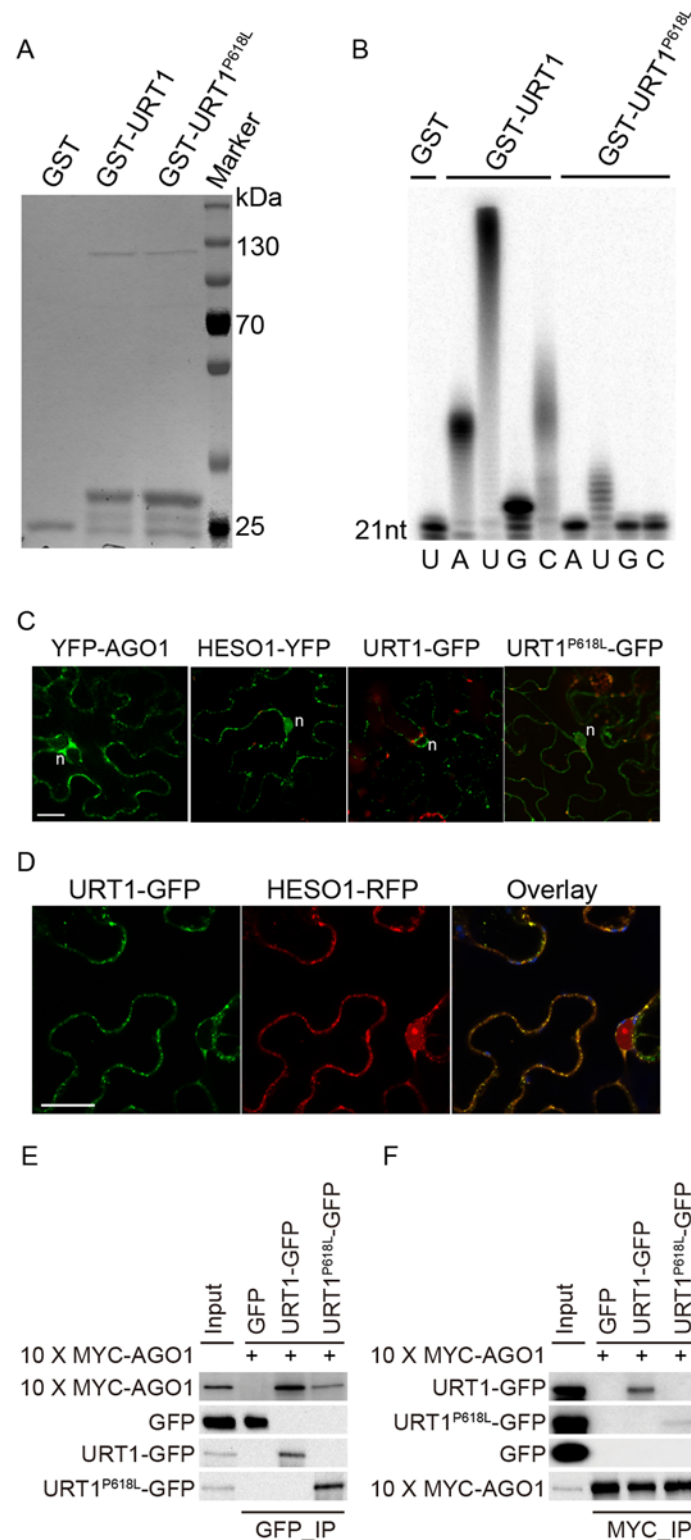 A
GST
GST-URT1
GST-URT1P618L
Marker
kDa
130
70
25
B
GST
GST-URT1
GST-URT1P618L
21nt
U A U G C A U G C
C
YFP-AGO1 HESO1-YFP URT1-GFP URT1P618L-GFP
n n n n
D
URT1-GFP HESO1-RFP Overlay
E
Input
GFP
URT1-GFP
URT1P618L-GFP
10 X MYC-AGO1 + + +
10 X MYC-AGO1
GFP
URT1-GFP
URT1P618L-GFP
GFP_IP
F
Input
GFP
URT1-GFP
URT1P618L-GFP
10 X MYC-AGO1 + + +
URT1-GFP
URT1P618L-GFP
GFP
10 X MYC-AGO1
MYC_IP